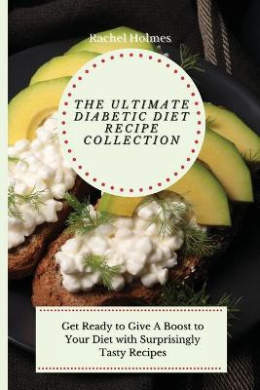 Rachel Holmes
THE ULTIMATE
DIABETIC DIET
RECIPE
COLLECTION
Get Ready to Give A Boost to
Your Diet with Surprisingly
Tasty Recipes